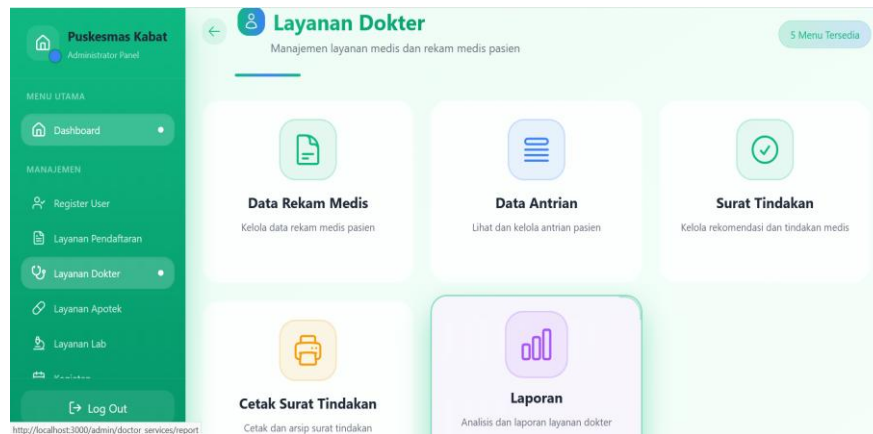 Puskesmas Kabat
Administrator Panel
MENU UTAMA
Dashboard
MANAJEMEN
Register User
Layanan Pendaftaran
Layanan Dokter
Layanan Apotek
Layanan Lab
Log Out
http://localhost:3000/admin/doctor_services/report
Layanan Dokter
Manajemen layanan medis dan rekam medis pasien
5 Menu Tersedia
Data Rekam Medis
Kelola data rekam medis pasien
Data Antrian
Lihat dan kelola antrian pasien
Surat Tindakan
Kelola rekomendasi dan tindakan medis
Cetak Surat Tindakan
Cetak dan arsip surat tindakan
Laporan
Analisis dan laporan layanan dokter